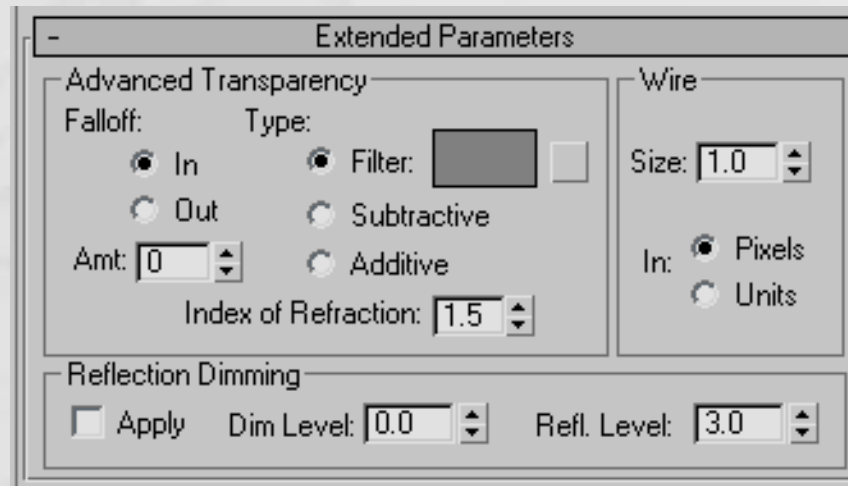 - Extended Parameters
Advanced Transparency
Falloff: Type:
In Filter:
Out Subtractive
Amt: 0 Additive
Index of Refraction: 1.5
Wire
Size: 1.0
In: Pixels
Units
Reflection Dimming
Apply Dim Level: 0.0 Refl. Level: 3.0